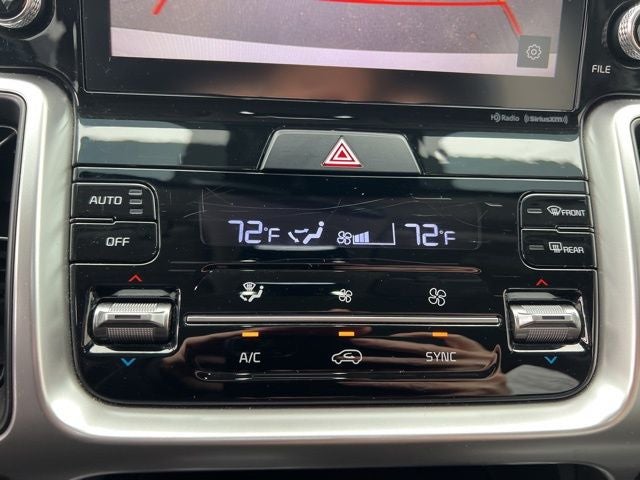 FILE
HD Radio ((SiriusXM))
AUTO
OFF
72°F 72°F
FRONT
REAR
A/C SYNC